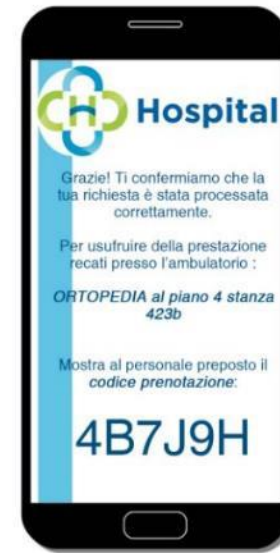 CHD Hospital
Grazie! Ti confermiamo che la
tua richiesta è stata processata
correttamente.
Per usufruire della prestazione
recati presso l'ambulatorio :
ORTOPEDIA al piano 4 stanza
423b
Mostra al personale preposto il
codice prenotazione:
4B7J9H